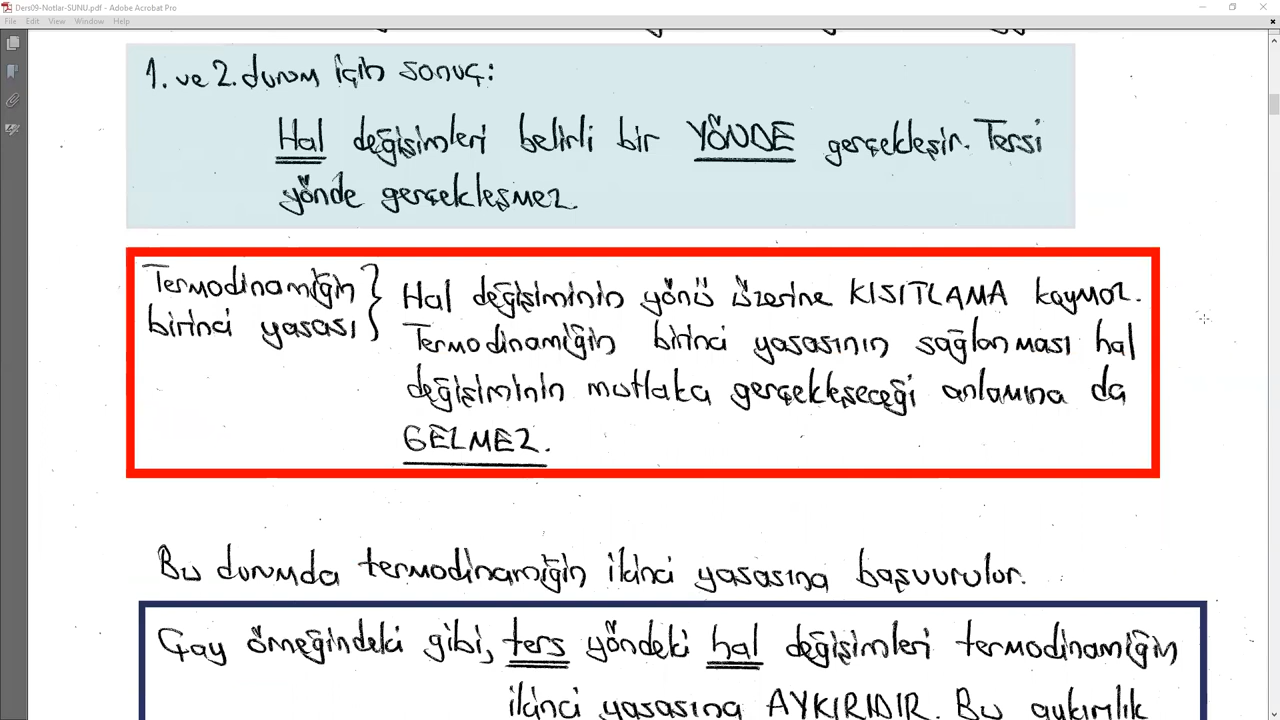 Ders09-Notlar-SUNU.pdf - Adobe Acrobat Pro
File Edit View Window Help
1. ve 2. durum için sonuç:
Hal değişimleri belirli bir YÖNDE gerçekleşir. Tersi
yönde gerçekleşmez.
Termodinamiğin } Hal değişiminin yönü üzerine KISITLAMA koymaz.
birinci yasası } Termodinamiğin birinci yasasının sağlanması hal
değişiminin mutlaka gerçekleşeceği anlamına da
GELMEZ.
Bu durumda termodinamiğin ikinci yasasına başvurulur.
Çay örneğindeki gibi, ters yöndeki hal değişimleri termodinamiğin
ikinci yasasına AYKIRIDIR. Bu aykırılık